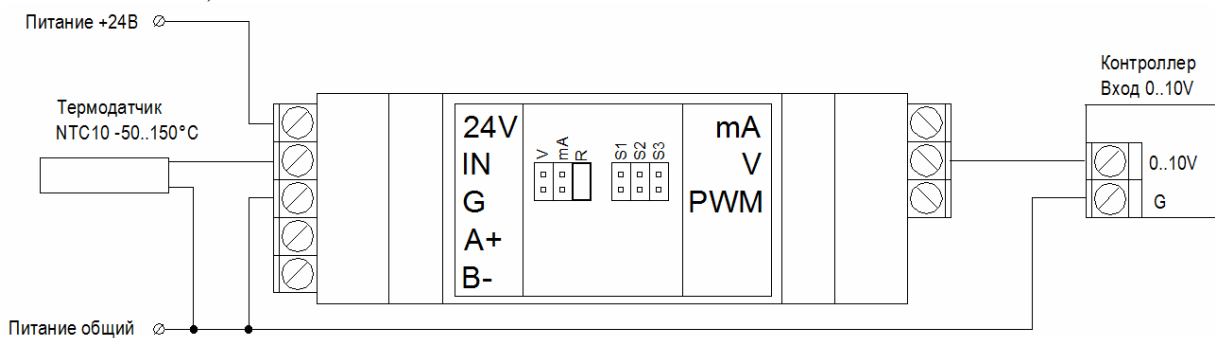 Питание +24В
Термодатчик
NTC10 -50..150°C
Питание общий
24V
IN
G
A+
B-
V
mA
R
S1
S2
S3
mA
V
PWM
Контроллер
Вход 0..10V
0..10V
G